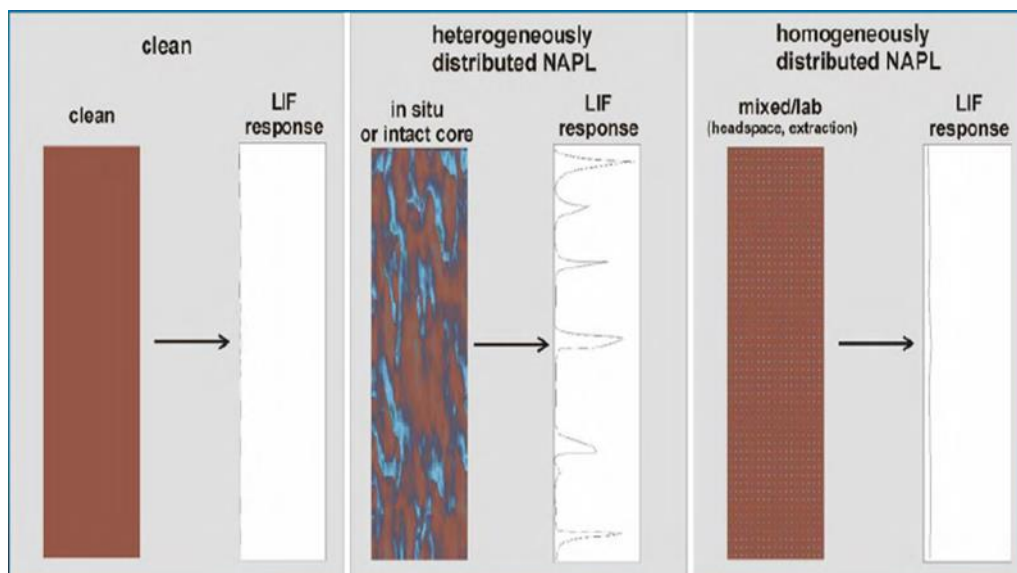 clean
clean
LIF
response
heterogeneously
distributed NAPL
in situ
or intact core
LIF
response
homogeneously
distributed NAPL
mixed/lab
(headspace, extraction)
LIF
response